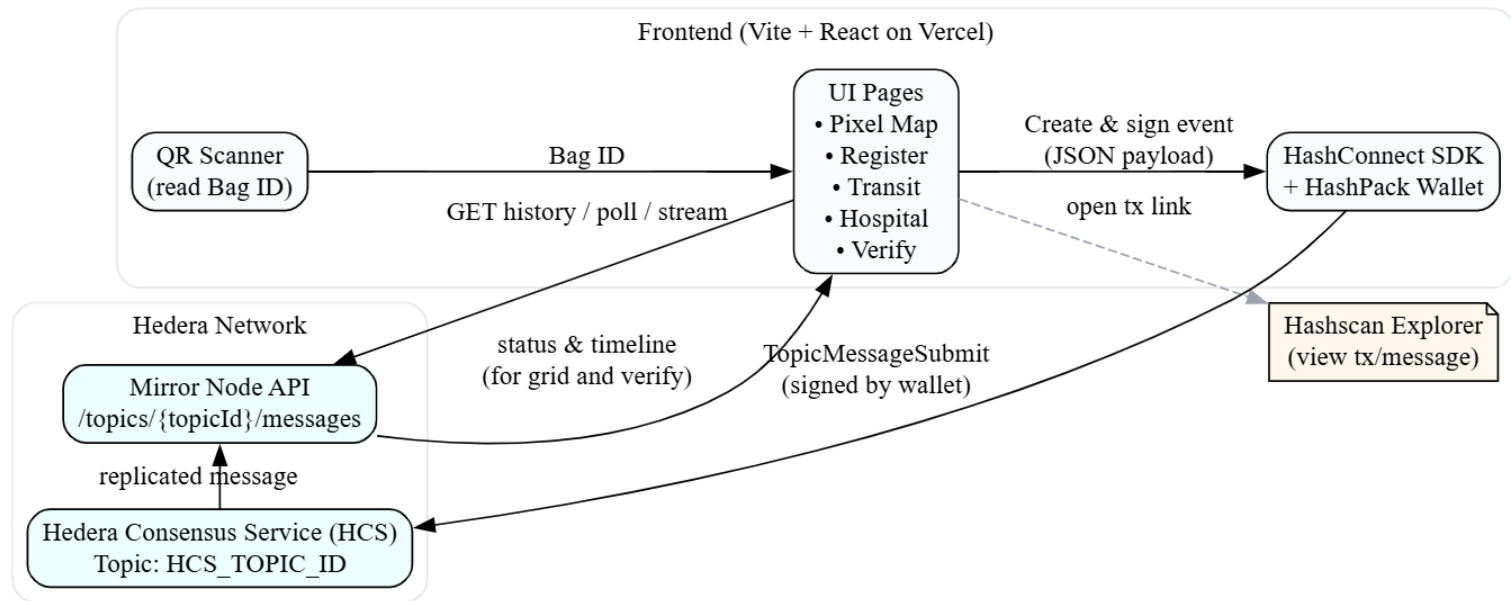 Frontend (Vite + React on Vercel)
QR Scanner
(read Bag ID)
Bag ID
UI Pages
• Pixel Map
• Register
• Transit
• Hospital
• Verify
Create & sign event
(JSON payload)
HashConnect SDK
+ HashPack Wallet
GET history / poll / stream
open tx link
Hedera Network
Mirror Node API
/topics/{topicId}/messages
status & timeline
(for grid and verify)
TopicMessageSubmit
(signed by wallet)
Hashscan Explorer
(view tx/message)
replicated message
Hedera Consensus Service (HCS)
Topic: HCS_TOPIC_ID